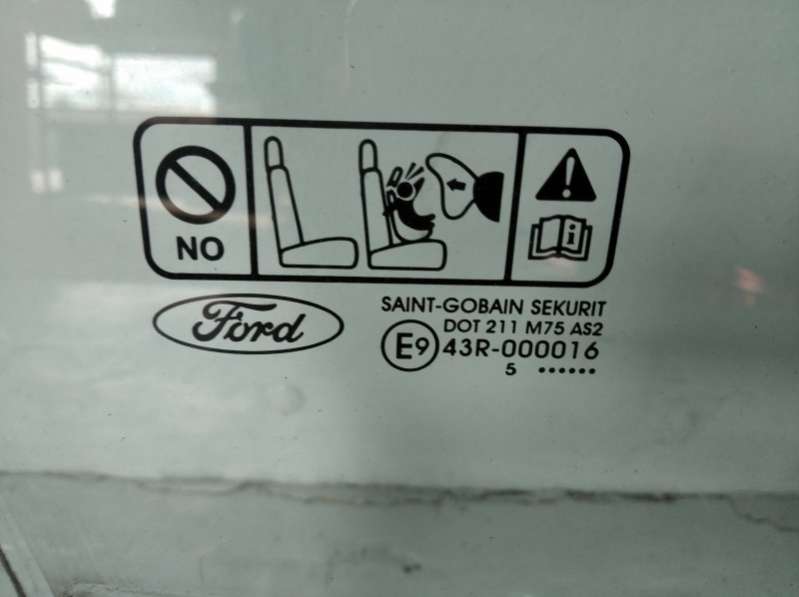 NO
i
Ford
SAINT-GOBAIN SEKURIT
DOT 211 M75 AS2
E9 43R-000016
5 ••••••